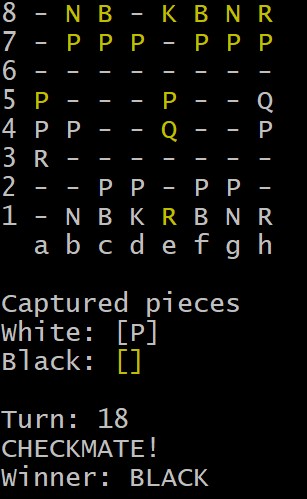 8 - N B - K B N R
7 - P P P - P P P
6 - - - - - - - -
5 P - - - P - - Q
4 P P - - Q - - P
3 R - - - - - - -
2 - - P P - P P -
1 - N B K R B N R
a b c d e f g h
Captured pieces
White: [P]
Black: []
Turn: 18
CHECKMATE!
Winner: BLACK